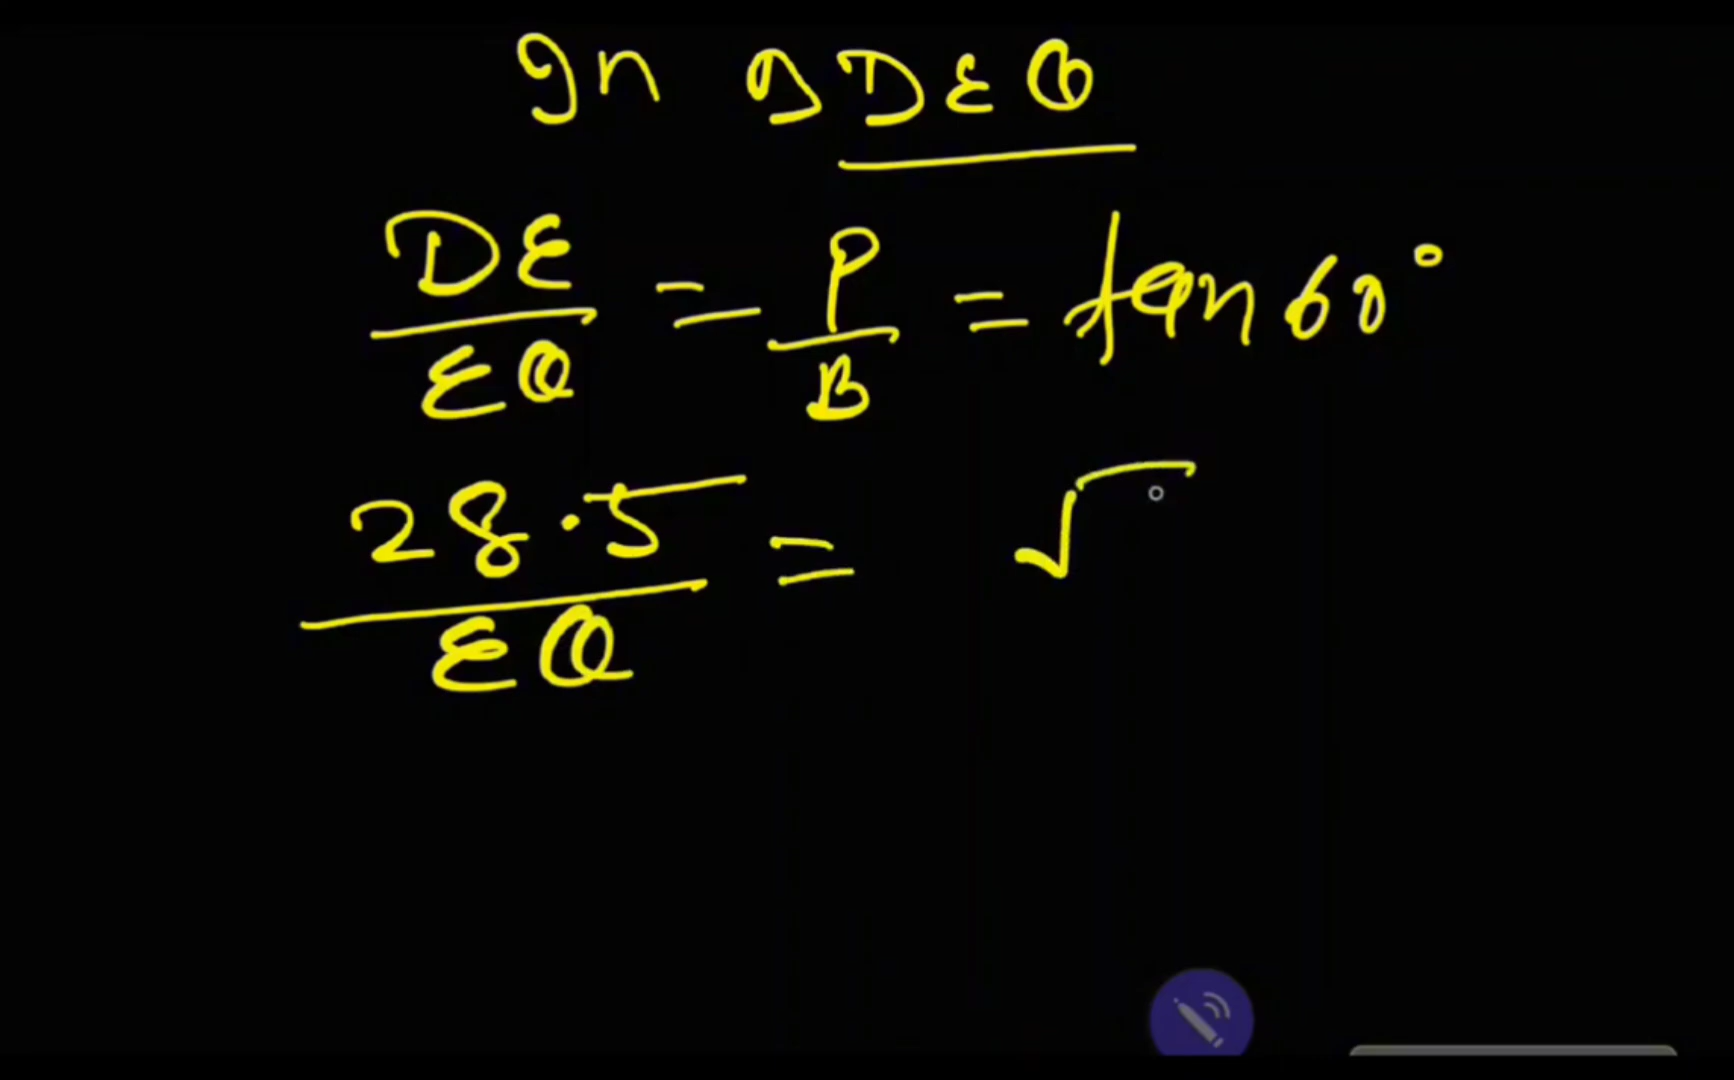 In ΔDEQ
DE/EQ = P/B = tan 60°
28.5/EQ = √